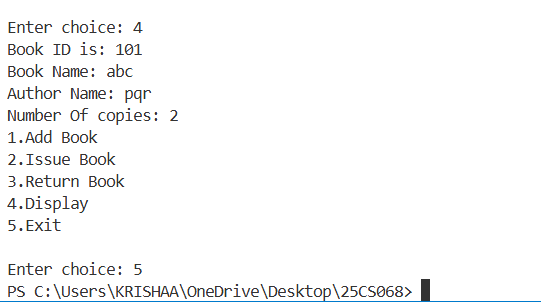 Enter choice: 4
Book ID is: 101
Book Name: abc
Author Name: pqr
Number Of copies: 2
1.Add Book
2.Issue Book
3.Return Book
4.Display
5.Exit
Enter choice: 5
PS C:\Users\KRISHAA\OneDrive\Desktop\25CS068>